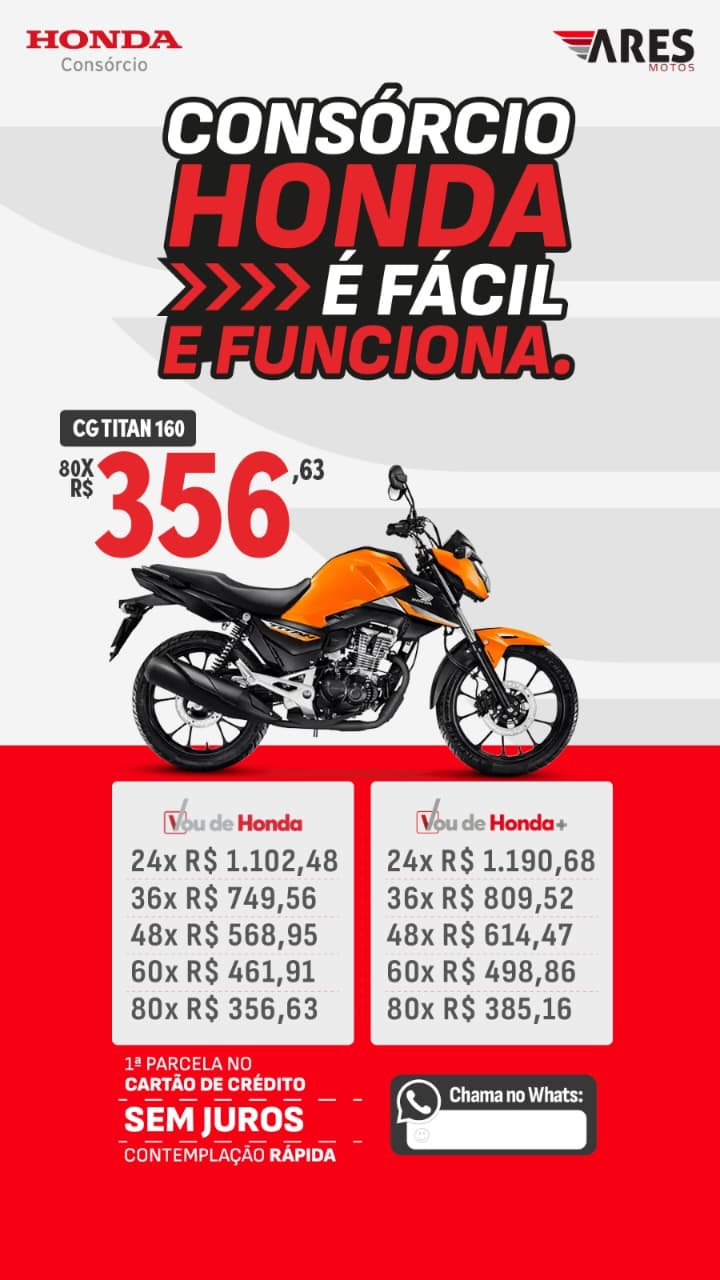 HONDA
Consórcio
ARES
MOTOS
CONSÓRCIO
HONDA
É FÁCIL
E FUNCIONA.
CG TITAN 160
80X
R$ 356,63
Vou de Honda
24x R$ 1.102,48
36x R$ 749,56
48x R$ 568,95
60x R$ 461,91
80x R$ 356,63
Vou de Honda+
24x R$ 1.190,68
36x R$ 809,52
48x R$ 614,47
60x R$ 498,86
80x R$ 385,16
1ª PARCELA NO
CARTÃO DE CRÉDITO
SEM JUROS
CONTEMPLAÇÃO RÁPIDA
Chama no Whats: